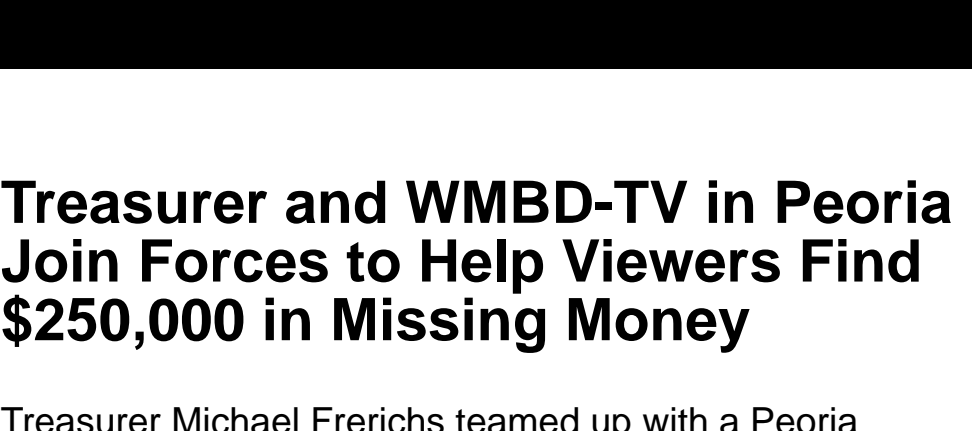 Treasurer and WMBD-TV in Peoria
Join Forces to Help Viewers Find
$250,000 in Missing Money
Treasurer Michael Frerichs teamed up with a Peoria